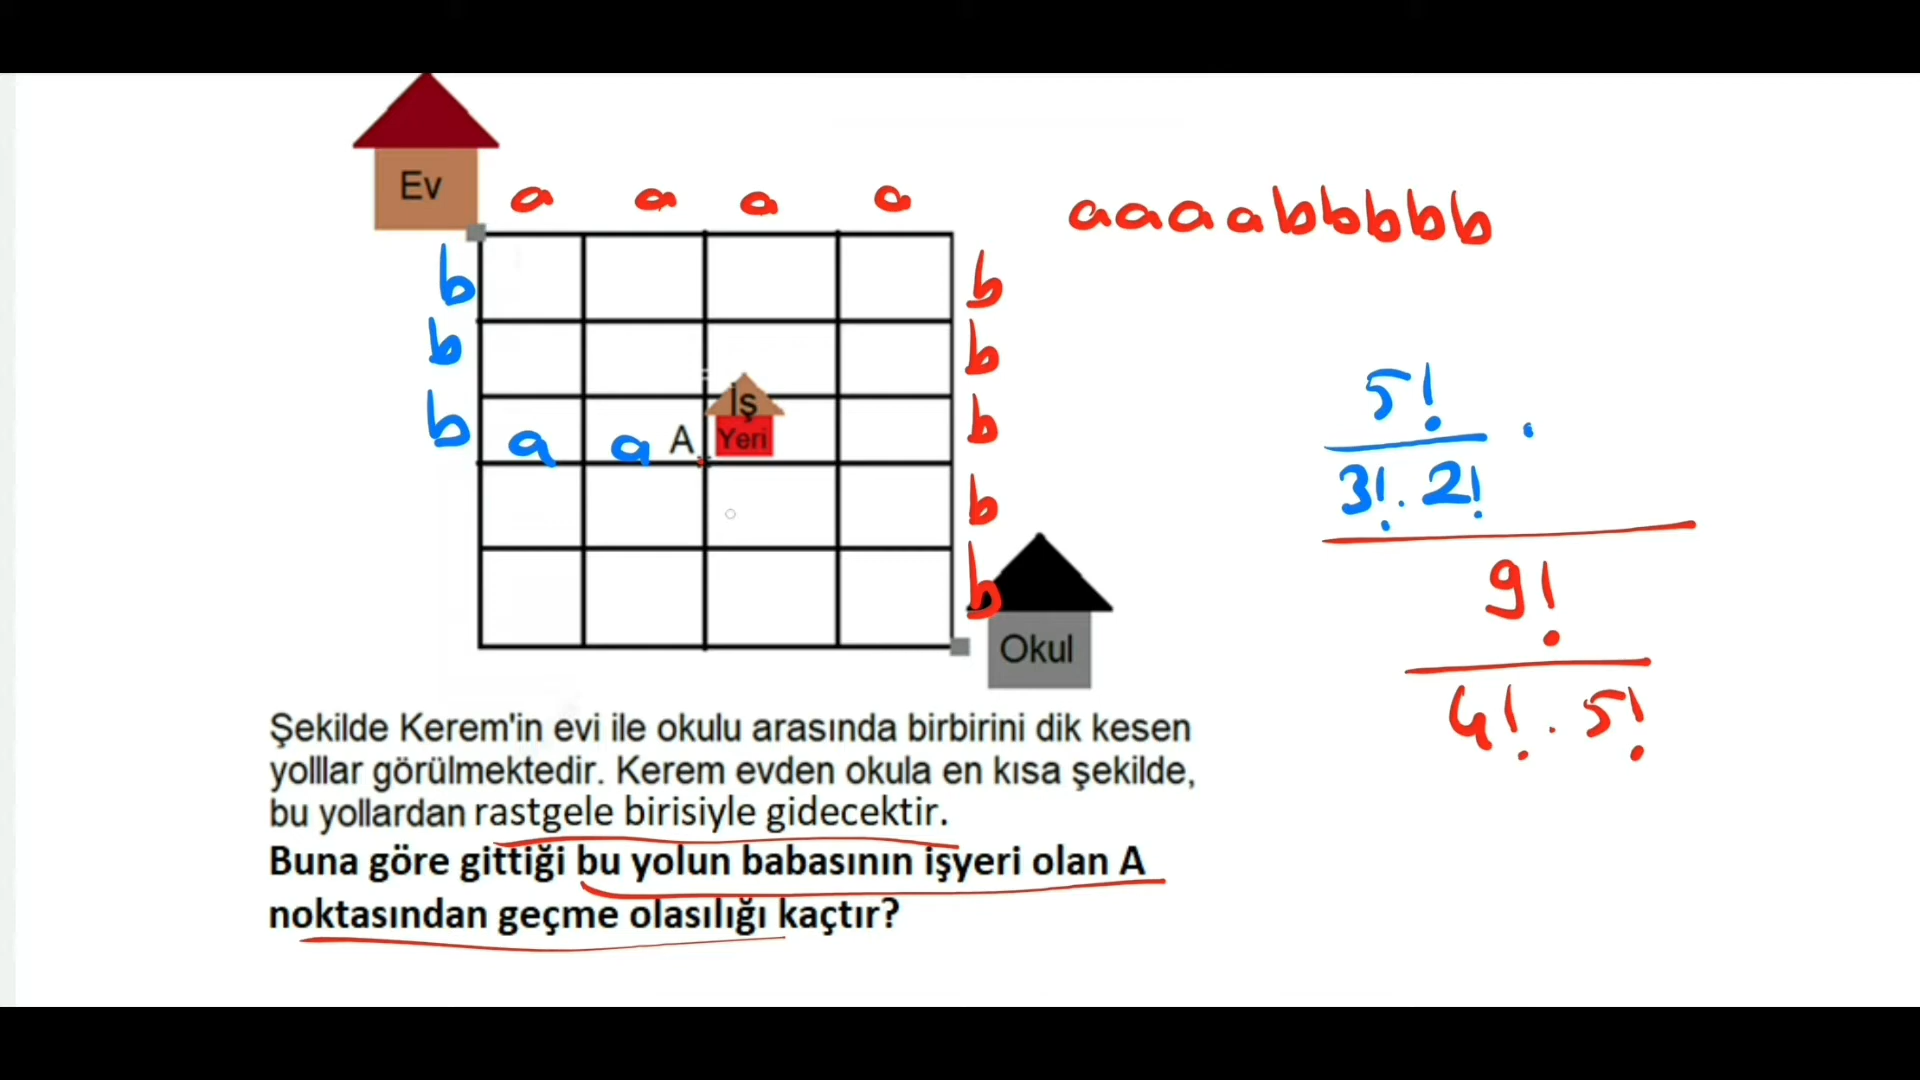 Ev
a a a a
aaaabbbbb
b
b
b
b
b
b
İş
Yeri
b a a A
b
5! .
3! . 2!
b
b
9!
4! . 5!
Okul
Şekilde Kerem'in evi ile okulu arasında birbirini dik kesen
yolllar görülmektedir. Kerem evden okula en kısa şekilde,
bu yollardan rastgele birisiyle gidecektir.
Buna göre gittiği bu yolun babasının işyeri olan A
noktasından geçme olasılığı kaçtır?